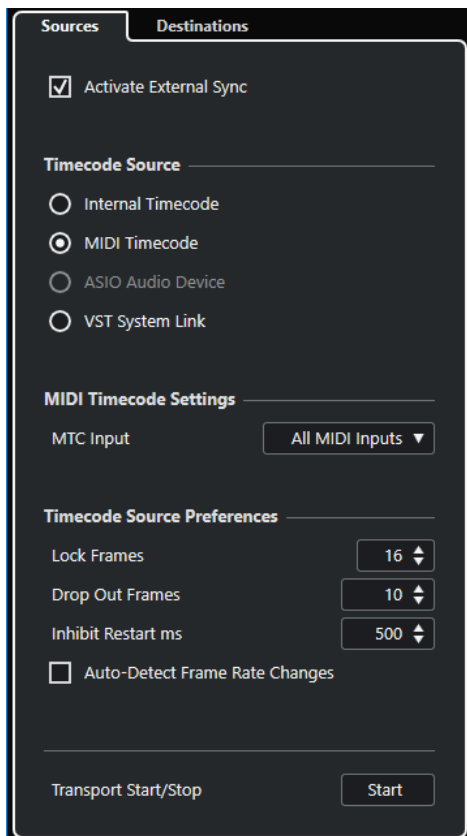 Sources Destinations
Activate External Sync
Timecode Source
Internal Timecode
MIDI Timecode
ASIO Audio Device
VST System Link
MIDI Timecode Settings
MTC Input All MIDI Inputs
Timecode Source Preferences
Lock Frames 16
Drop Out Frames 10
Inhibit Restart ms 500
Auto-Detect Frame Rate Changes
Transport Start/Stop Start